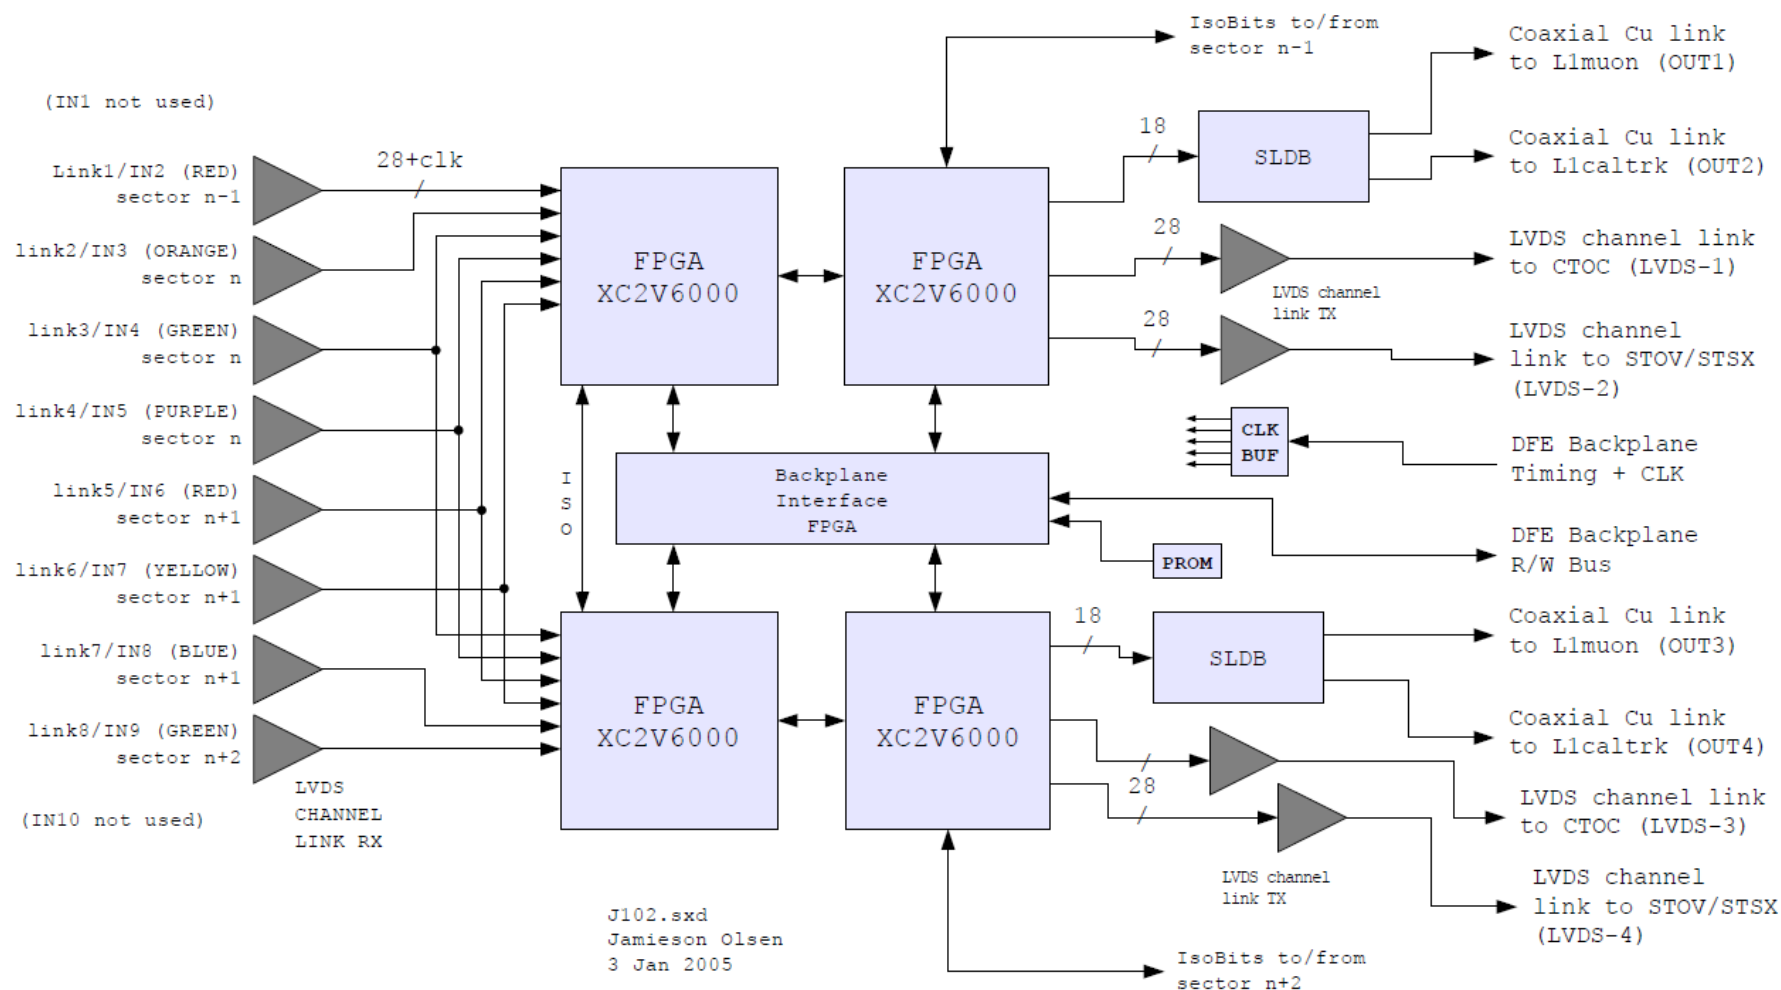 (IN1 not used)
Link1/IN2 (RED)
sector n-1
link2/IN3 (ORANGE)
sector n
link3/IN4 (GREEN)
sector n
link4/IN5 (PURPLE)
sector n
link5/IN6 (RED)
sector n+1
link6/IN7 (YELLOW)
sector n+1
link7/IN8 (BLUE)
sector n+1
link8/IN9 (GREEN)
sector n+2
(IN10 not used)
LVDS
CHANNEL
LINK RX
28+clk
/
FPGA
XC2V6000
FPGA
XC2V6000
I
S
O
Backplane
Interface
FPGA
FPGA
XC2V6000
FPGA
XC2V6000
J102.sxd
Jamieson Olsen
3 Jan 2005
IsoBits to/from
sector n-1
18
/
SLDB
28
/
LVDS channel
link TX
28
/
CLK
BUF
PROM
18
/
SLDB
/
28
/
LVDS channel
link TX
IsoBits to/from
sector n+2
Coaxial Cu link
to L1muon (OUT1)
Coaxial Cu link
to L1caltrk (OUT2)
LVDS channel link
to CTOC (LVDS-1)
LVDS channel
link to STOV/STSX
(LVDS-2)
DFE Backplane
Timing + CLK
DFE Backplane
R/W Bus
Coaxial Cu link
to L1muon (OUT3)
Coaxial Cu link
to L1caltrk (OUT4)
LVDS channel link
to CTOC (LVDS-3)
LVDS channel
link to STOV/STSX
(LVDS-4)